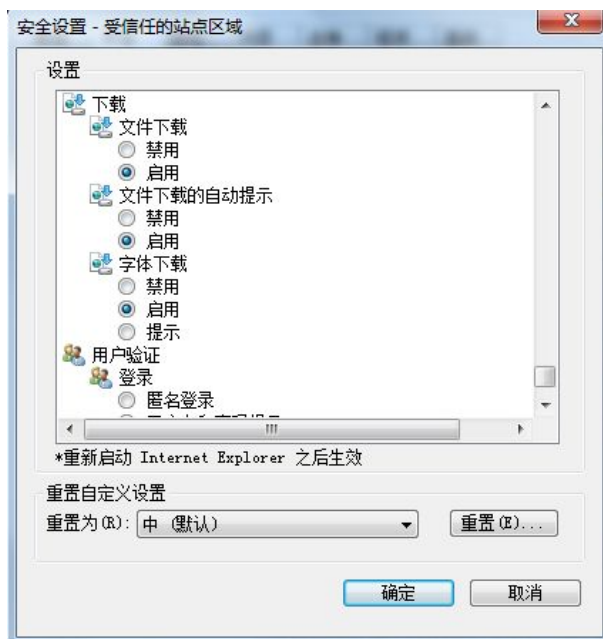 安全设置 - 受信任的站点区域
设置
下载
文件下载
禁用
启用
文件下载的自动提示
禁用
启用
字体下载
禁用
启用
提示
用户验证
登录
匿名登录
*重新启动 Internet Explorer 之后生效
重置自定义设置
重置为(R): 中 (默认) 重置(E)...
确定 取消